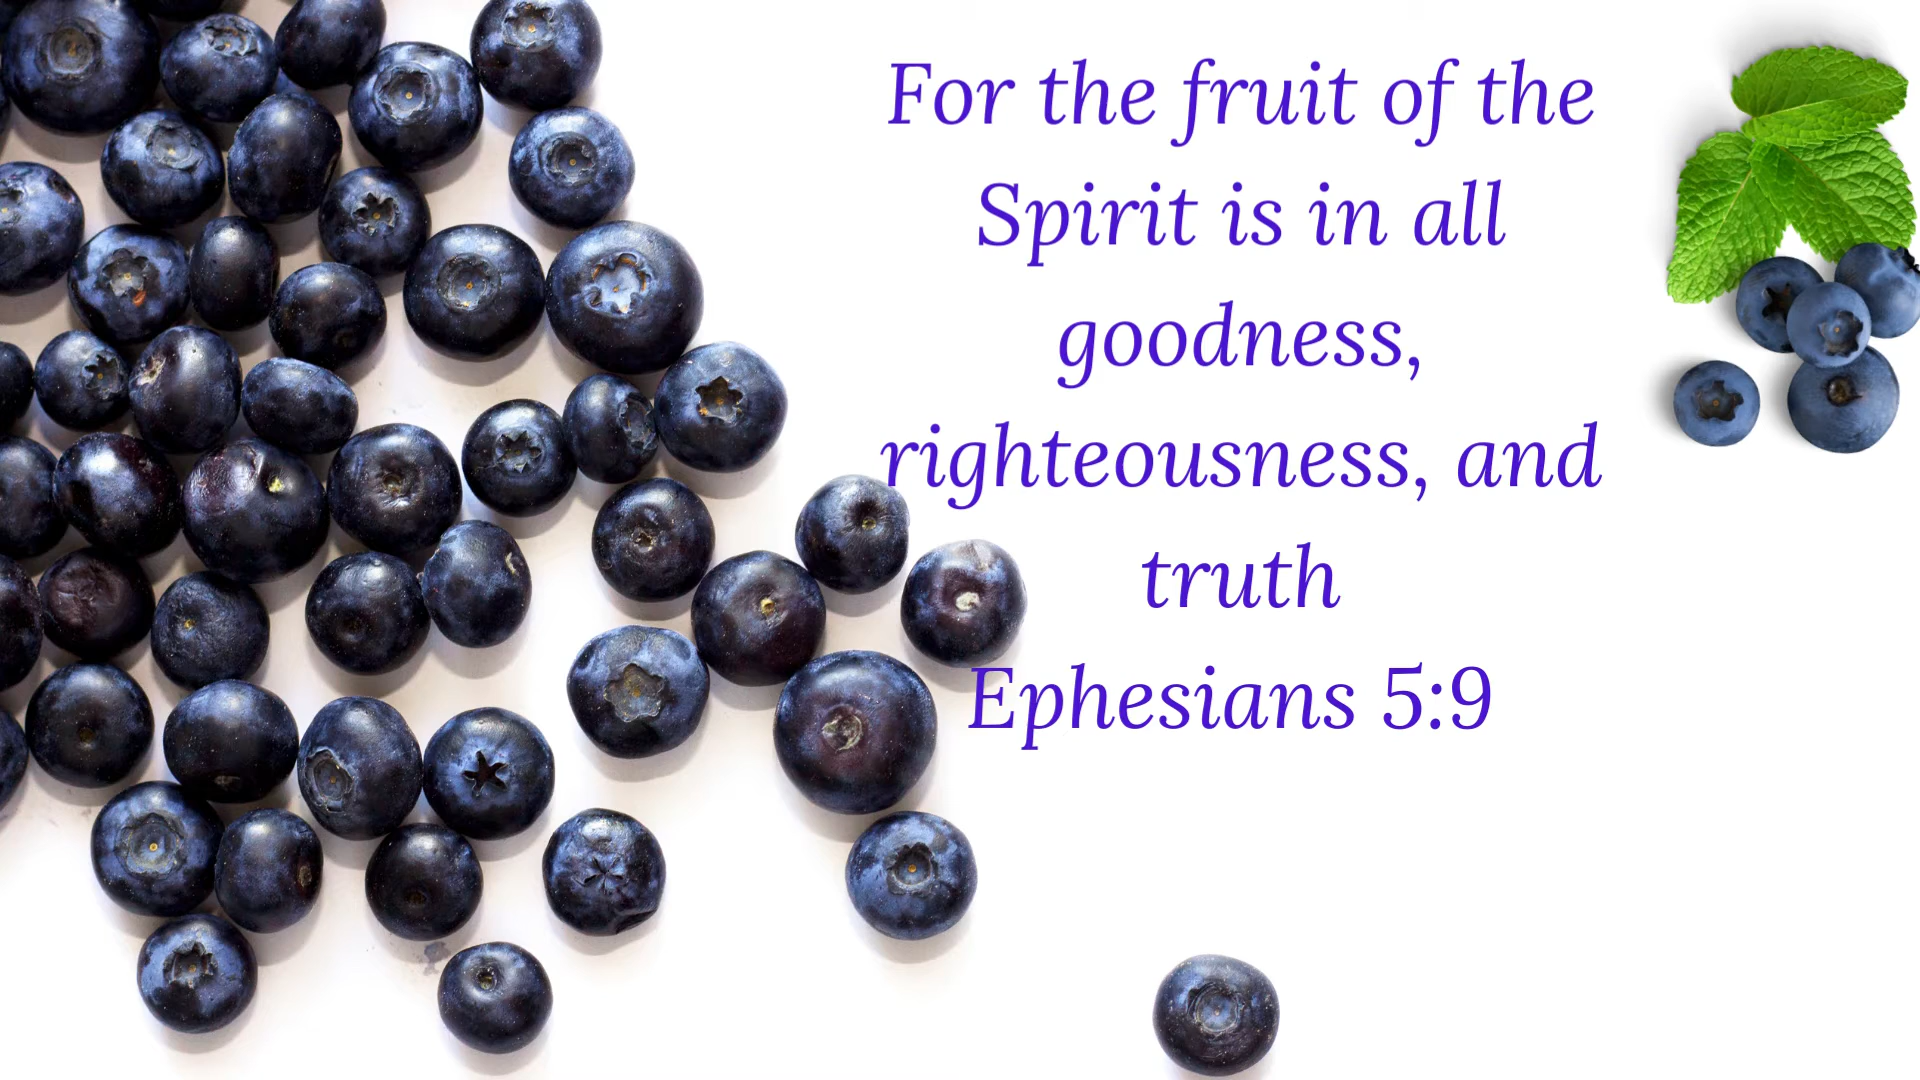 For the fruit of the
Spirit is in all
goodness,
righteousness, and
truth
Ephesians 5:9